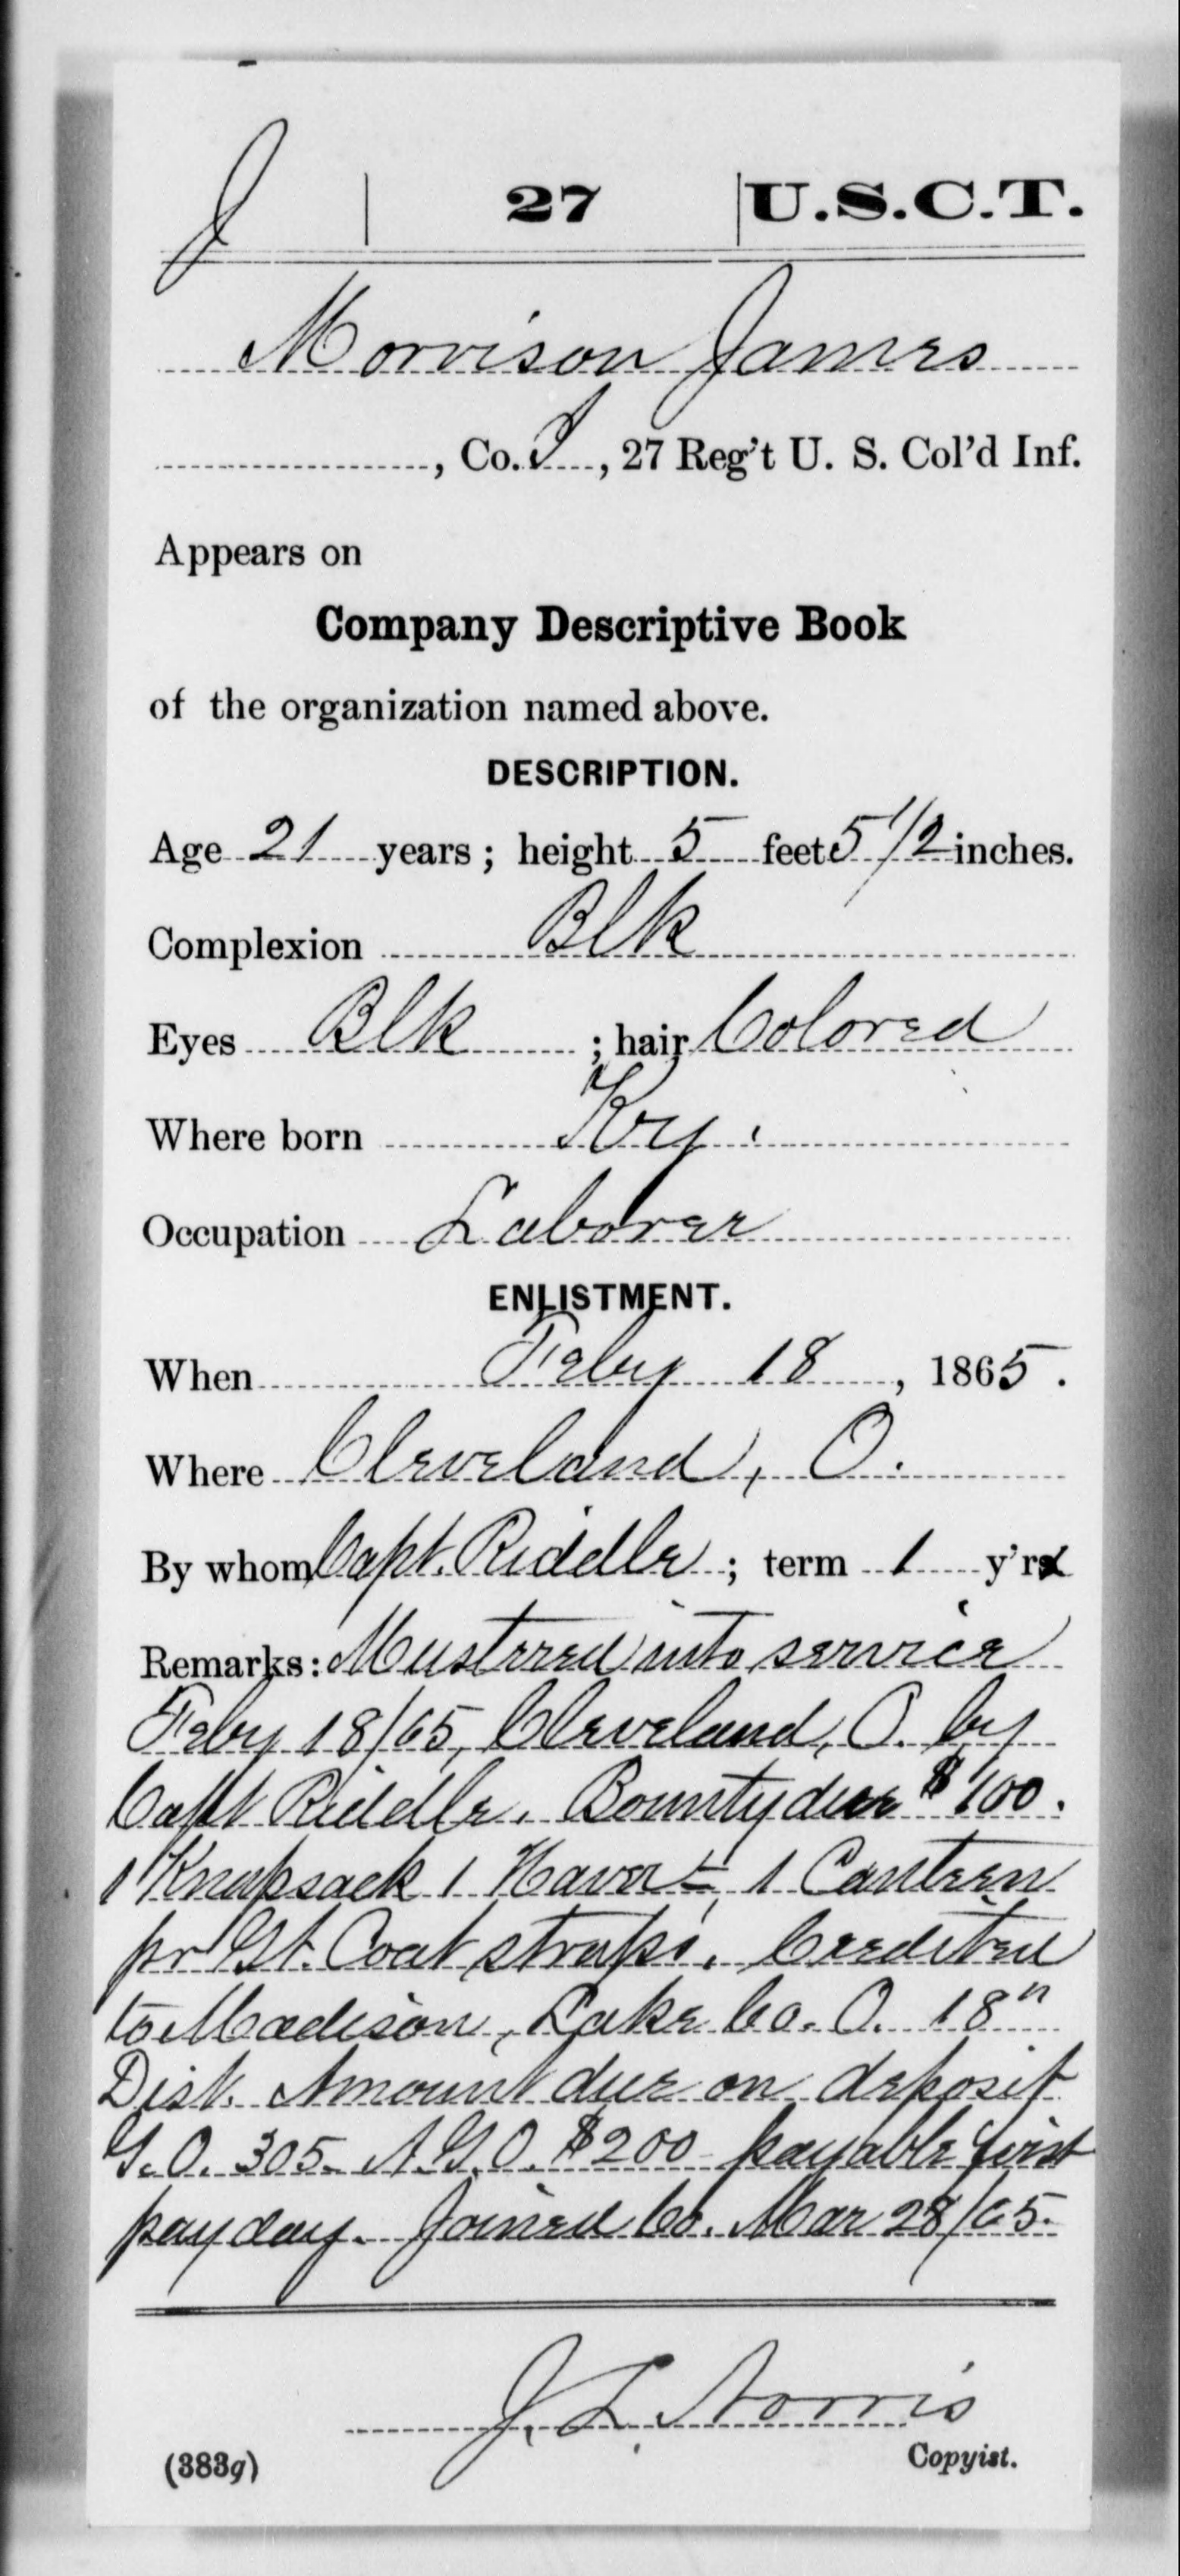 J | 27 | U.S.C.T.
Morrison James
, Co. I, 27 Reg't U. S. Col'd Inf.
Appears on
Company Descriptive Book
of the organization named above.
DESCRIPTION.
Age 21 years; height 5 feet 5 1/2 inches.
Complexion Blk
Eyes Blk ; hair Colored
Where born Ky.
Occupation Laborer
ENLISTMENT.
When Feby 18, 1865.
Where Cleveland, O.
By whom Capt. Riddle; term 1 y'rs
Remarks: Mustered into service
Feby 18/65, Cleveland, O. by
Capt Riddle. Bounty due $100.
1 Knapsack 1 Haver 1 Canteen
pr Gt. Coat straps. Credited
to Madison, Lake Co. O. 18"
Dist. Amount due on deposit
G.O. 305. A.G.O. $200 payable first
payday. Joined Co. Mar 28/65.
J. L. Norris
(383g) Copyist.